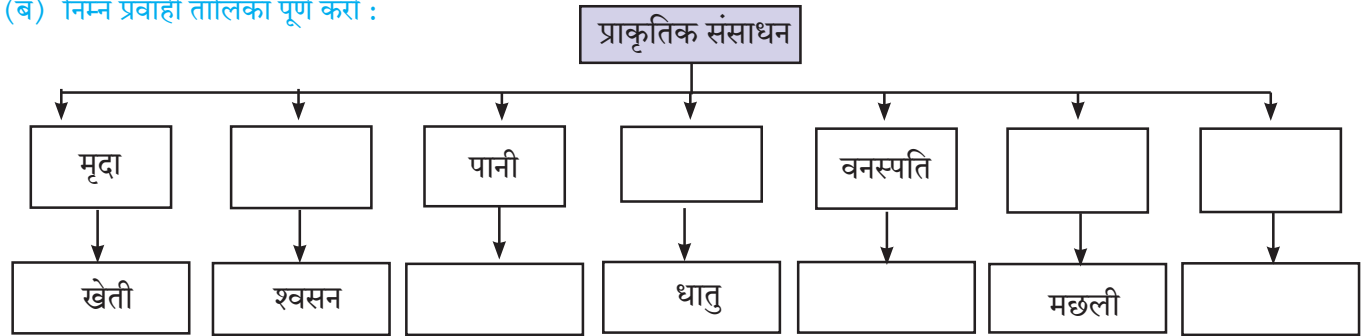 (ब) निम्न प्रवाही तालिका पूर्ण करो :
प्राकृतिक संसाधन
मृदा पानी वनस्पति
खेती श्वसन धातु मछली